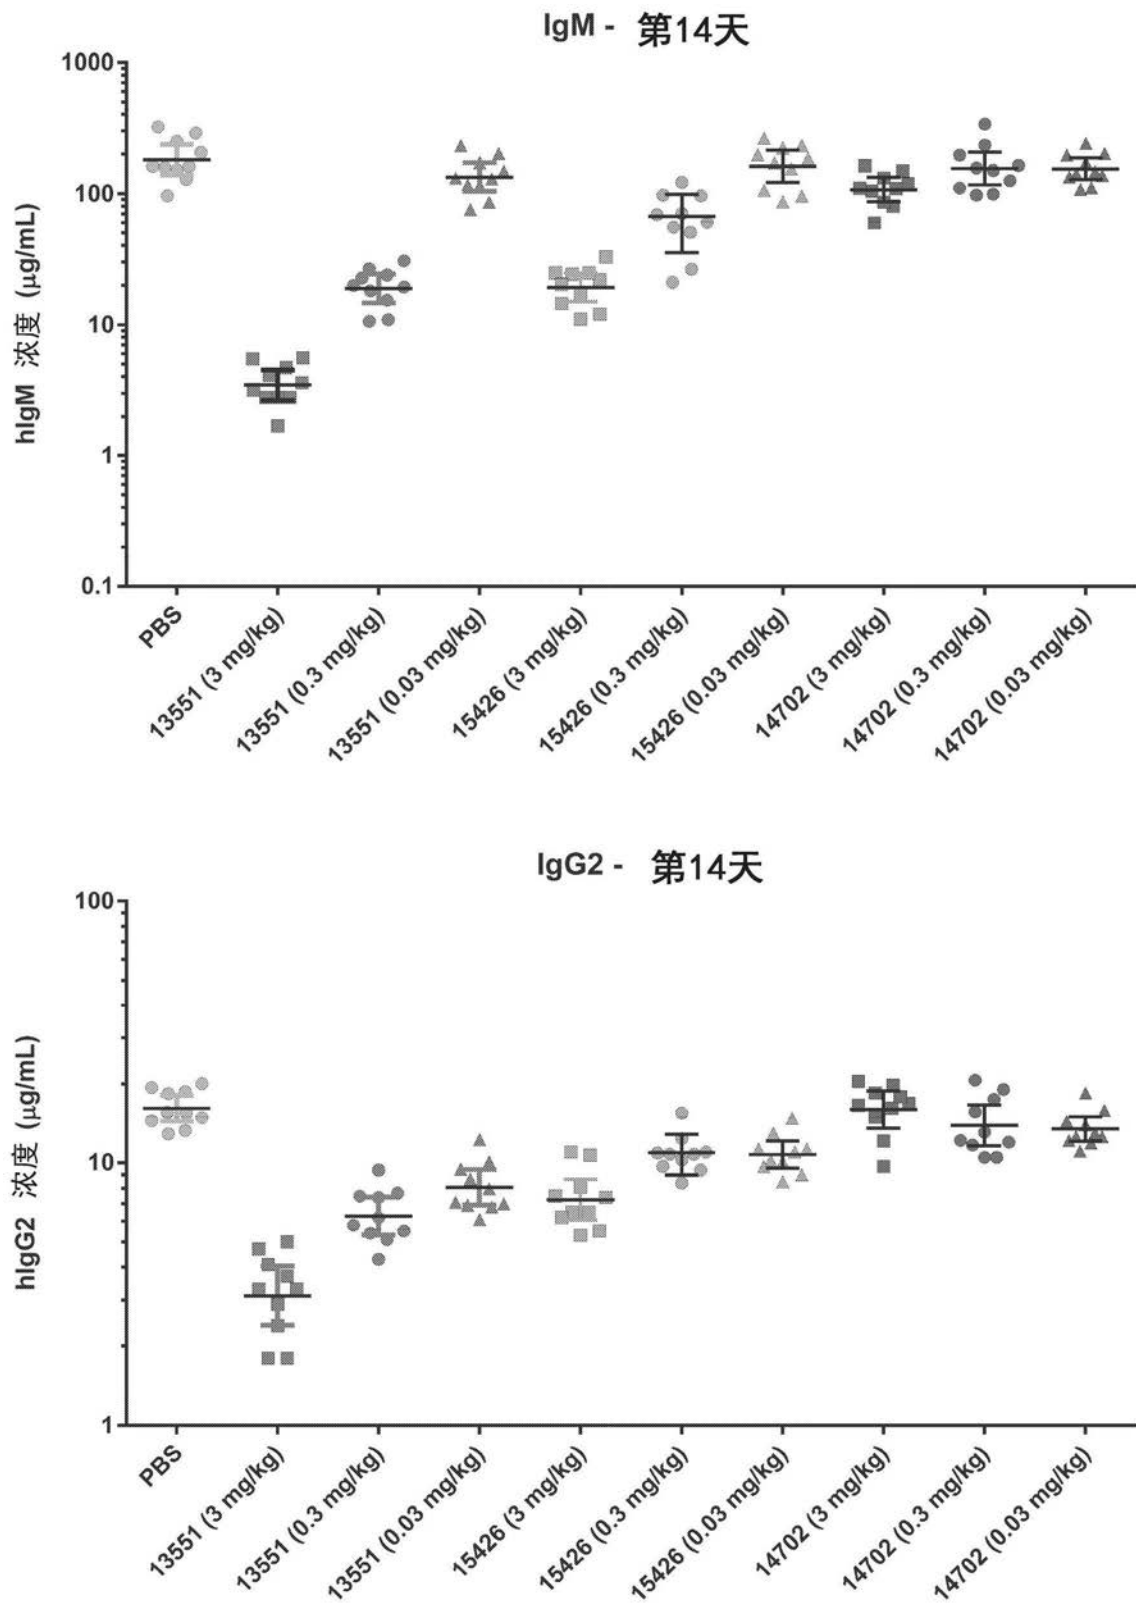 IgM - 第14天
hIgM 浓度 (μg/mL)
1000
100
10
1
0.1
PBS
13551 (3 mg/kg)
13551 (0.3 mg/kg)
13551 (0.03 mg/kg)
15426 (3 mg/kg)
15426 (0.3 mg/kg)
15426 (0.03 mg/kg)
14702 (3 mg/kg)
14702 (0.3 mg/kg)
14702 (0.03 mg/kg)
IgG2 - 第14天
hIgG2 浓度 (μg/mL)
100
10
1
PBS
13551 (3 mg/kg)
13551 (0.3 mg/kg)
13551 (0.03 mg/kg)
15426 (3 mg/kg)
15426 (0.3 mg/kg)
15426 (0.03 mg/kg)
14702 (3 mg/kg)
14702 (0.3 mg/kg)
14702 (0.03 mg/kg)